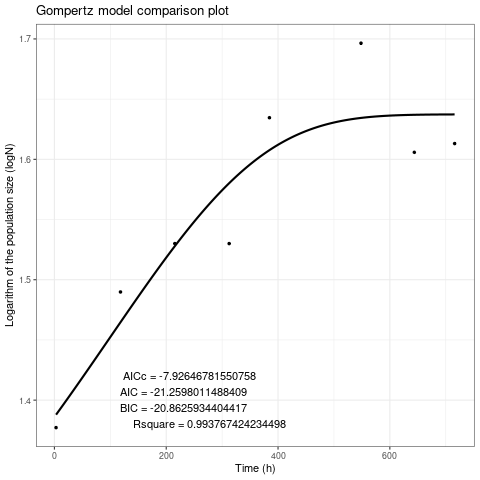 Gompertz model comparison plot
1.7
1.6
1.5
1.4
Logarithm of the population size (logN)
AICc = -7.92646781550758
AIC = -21.2598011488409
BIC = -20.8625934404417
Rsquare = 0.993767424234498
0 200 400 600
Time (h)